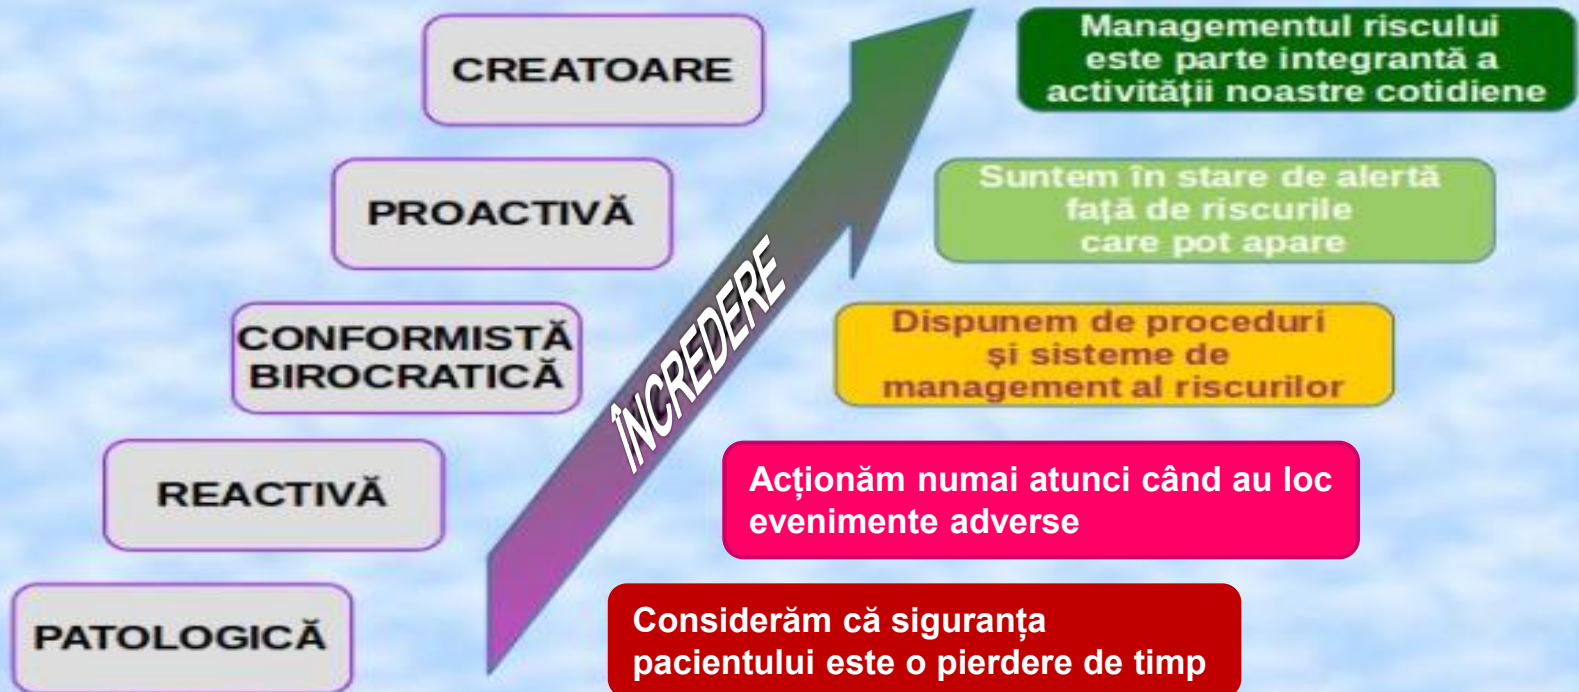 CREATOARE
Managementul riscului
este parte integrantă a
activității noastre cotidiene
PROACTIVĂ
Suntem în stare de alertă
față de riscurile
care pot apare
ÎNCREDERE
CONFORMISTĂ
BIROCRATICĂ
Dispunem de proceduri
și sisteme de
management al riscurilor
REACTIVĂ
Acționăm numai atunci când au loc
evenimente adverse
PATOLOGICĂ
Considerăm că siguranța
pacientului este o pierdere de timp